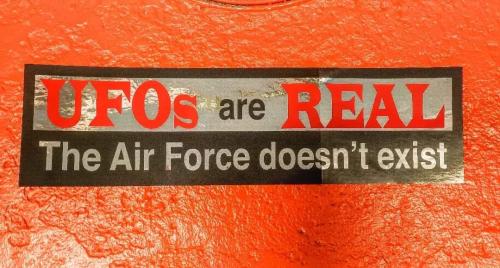 UFOs are REAL
The Air Force doesn't exist